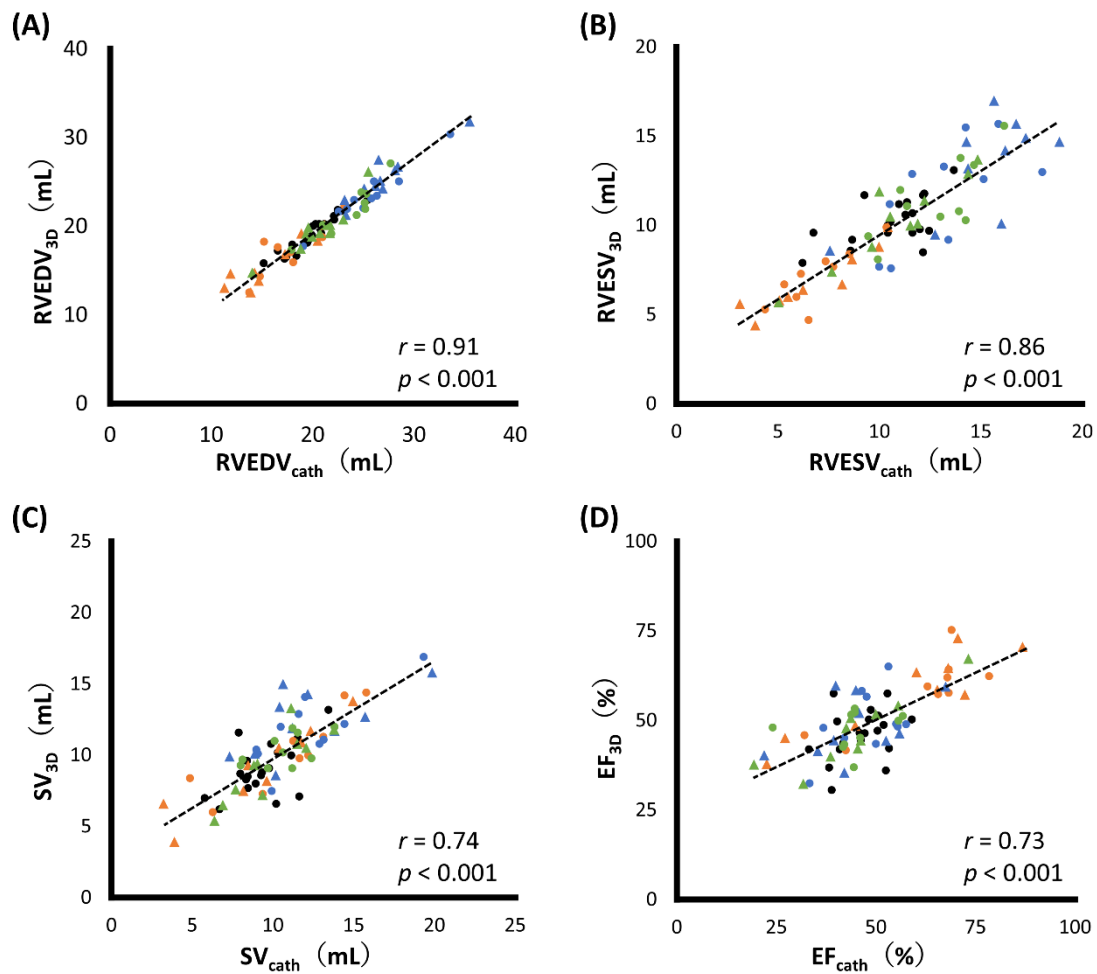 (A)
40
30
20
10
0
RVEDV3D (mL)
0 10 20 30 40
RVEDVcath (mL)
r = 0.91
p < 0.001
(B)
20
15
10
5
0
RVESV3D (mL)
0 5 10 15 20
RVESVcath (mL)
r = 0.86
p < 0.001
(C)
25
20
15
10
5
0
SV3D (mL)
0 5 10 15 20 25
SVcath (mL)
r = 0.74
p < 0.001
(D)
100
75
50
25
0
EF3D (%)
0 25 50 75 100
EFcath (%)
r = 0.73
p < 0.001